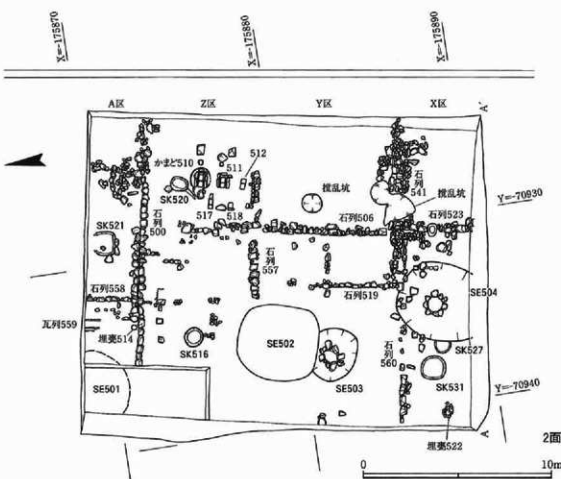 X=-175870
X=-175880
X=-175890
A区
Z区
Y区
X区
A'
かまど510
511
512
SK520
517
518
攪乱坑
石列541
攪乱坑
Y=-70930
SK521
石列500
石列506
石列523
石列557
石列558
石列519
SE504
瓦列559
埋甕514
SK516
SE502
SE503
石列560
SK527
SE501
SK531
Y=-70940
埋甕522
A
2面
0
10m